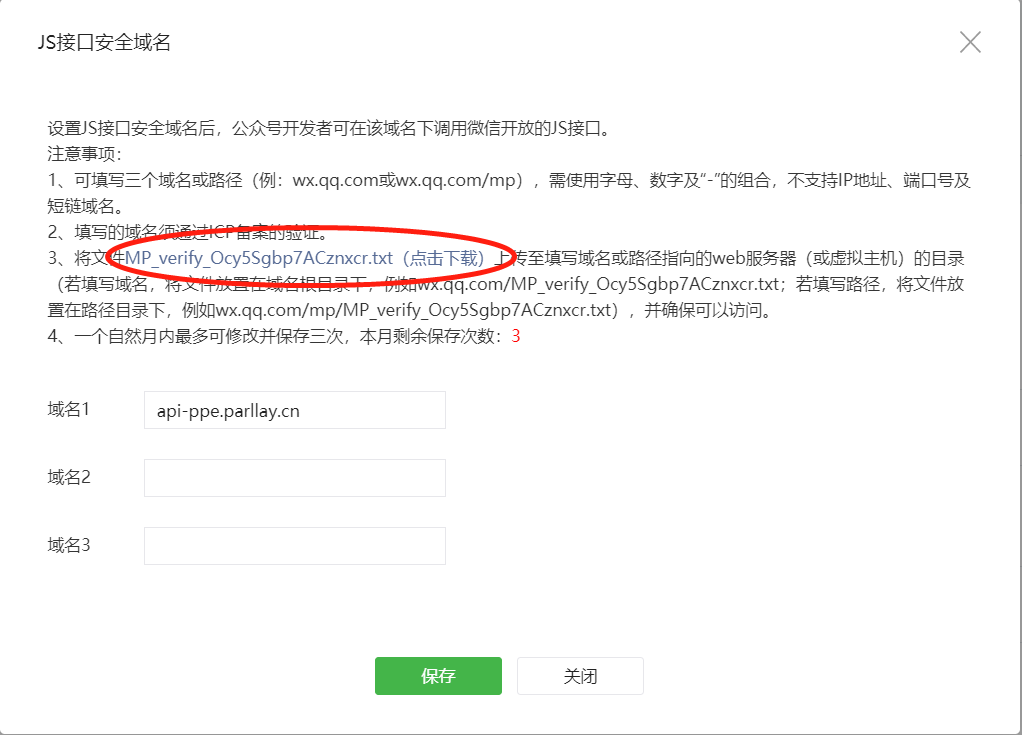 JS接口安全域名
设置JS接口安全域名后，公众号开发者可在该域名下调用微信开放的JS接口。
注意事项：
1、可填写三个域名或路径（例：wx.qq.com或wx.qq.com/mp），需使用字母、数字及“-”的组合，不支持IP地址、端口号及
短链域名。
2、填写的域名须通过ICP备案的验证。
3、将文件MP_verify_Ocy5Sgbp7ACznxcr.txt（点击下载）上传至填写域名或路径指向的web服务器（或虚拟主机）的目录
（若填写域名，将文件放置在域名根目录下，例如wx.qq.com/MP_verify_Ocy5Sgbp7ACznxcr.txt；若填写路径，将文件放
置在路径目录下，例如wx.qq.com/mp/MP_verify_Ocy5Sgbp7ACznxcr.txt），并确保可以访问。
4、一个自然月内最多可修改并保存三次，本月剩余保存次数：3
域名1 api-ppe.parllay.cn
域名2
域名3
保存 关闭